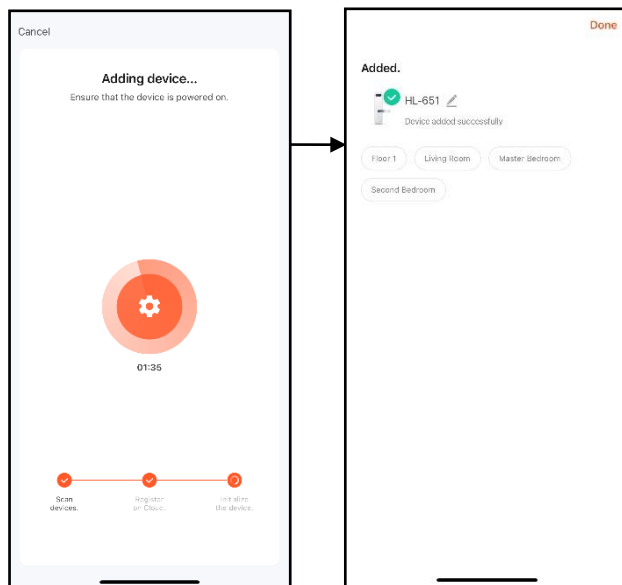 Cancel
Adding device...
Ensure that the device is powered on.
01:35
Scan
devices.
Register
on Cloud.
Initialize
the device.
Done
Added.
HL-651
Device added successfully
Floor 1
Living Room
Master Bedroom
Second Bedroom